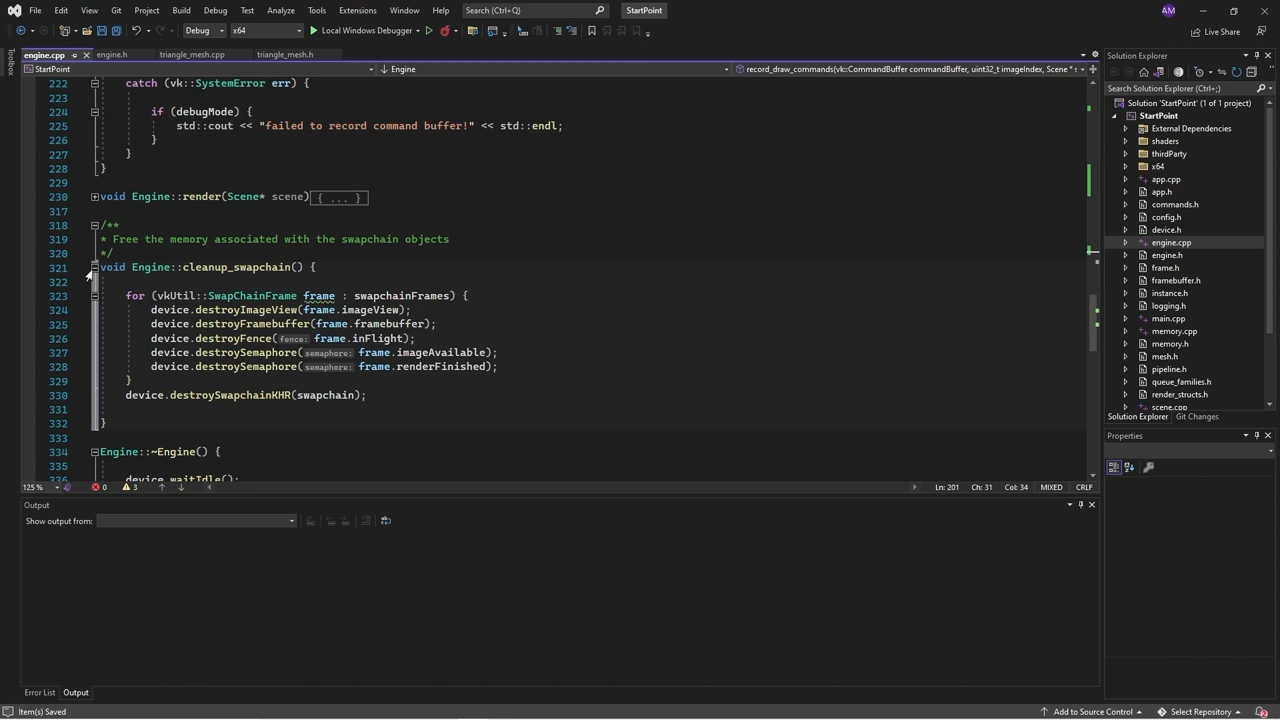 File Edit View Git Project Build Debug Test Analyze Tools Extensions Window Help Search (Ctrl+Q) StartPoint AM
Debug x64 Local Windows Debugger Live Share
Toolbox
engine.cpp engine.h triangle_mesh.cpp triangle_mesh.h
StartPoint Engine record_draw_commands(vk::CommandBuffer commandBuffer, uint32_t imageIndex, Scene * s
222 catch (vk::SystemError err) {
223
224 if (debugMode) {
225 std::cout << "failed to record command buffer!" << std::endl;
226 }
227 }
228 }
229
230 void Engine::render(Scene* scene){ ... }
317
318 /**
319 * Free the memory associated with the swapchain objects
320 */
321 void Engine::cleanup_swapchain() {
322
323 for (vkUtil::SwapChainFrame frame : swapchainFrames) {
324 device.destroyImageView(frame.imageView);
325 device.destroyFramebuffer(frame.framebuffer);
326 device.destroyFence(fence: frame.inFlight);
327 device.destroySemaphore(semaphore: frame.imageAvailable);
328 device.destroySemaphore(semaphore: frame.renderFinished);
329 }
330 device.destroySwapchainKHR(swapchain);
331
332 }
333
334 Engine::~Engine() {
335
336 device.waitIdle();
125 % 0 3 Ln: 201 Ch: 31 Col: 34 MIXED CRLF
Output
Show output from:
Error List Output
Solution Explorer
Search Solution Explorer (Ctrl+;)
Solution 'StartPoint' (1 of 1 project)
StartPoint
External Dependencies
shaders
thirdParty
x64
app.cpp
app.h
commands.h
config.h
device.h
engine.cpp
engine.h
frame.h
framebuffer.h
instance.h
logging.h
main.cpp
memory.cpp
memory.h
mesh.h
pipeline.h
queue_families.h
render_structs.h
scene.cpp
Solution Explorer Git Changes
Properties
Item(s) Saved Add to Source Control Select Repository 2